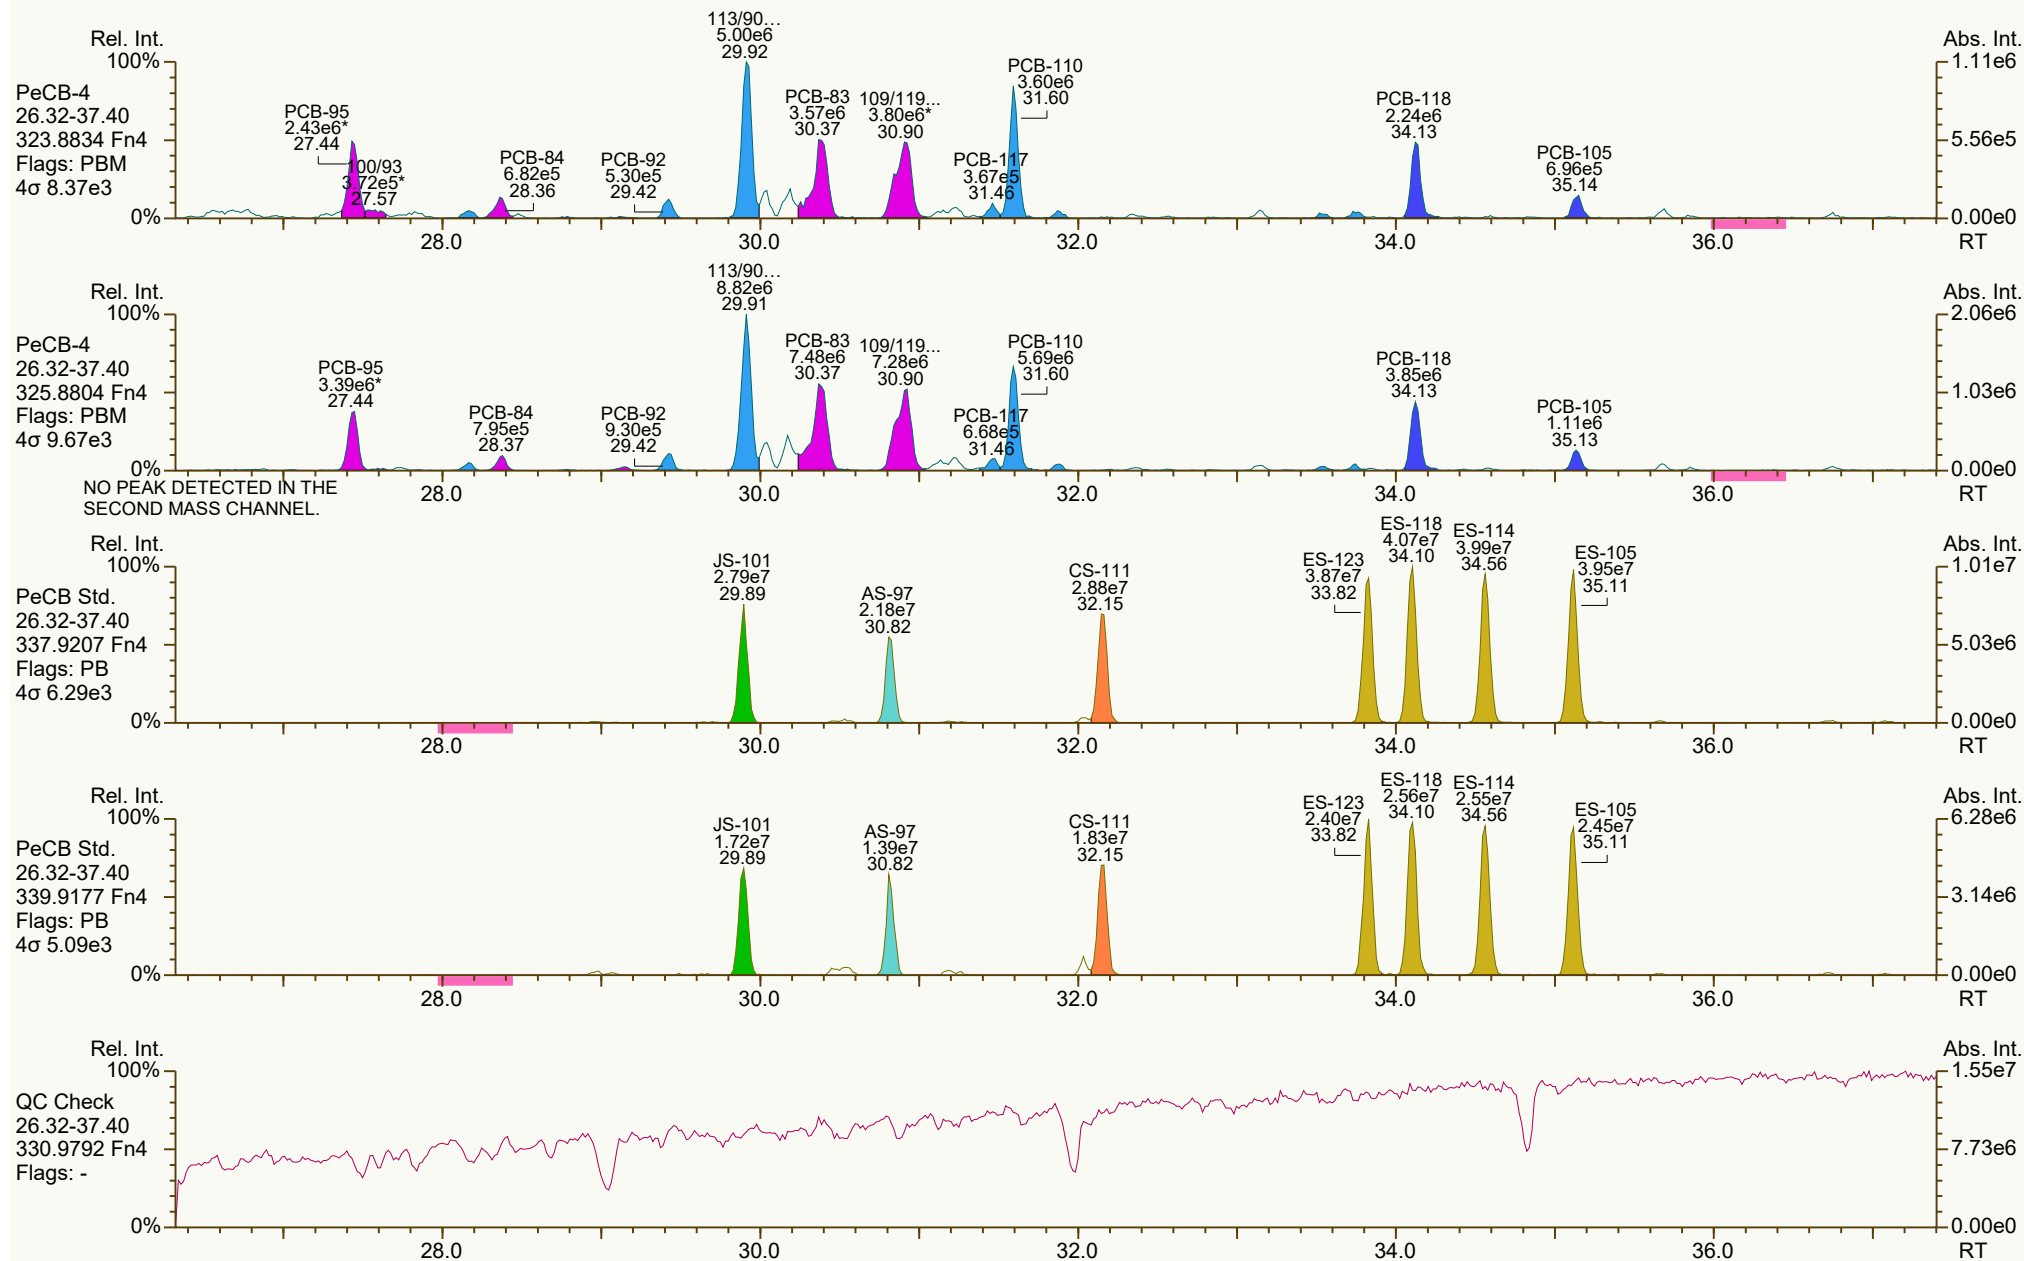 Rel. Int.
100%
0%
PeCB-4
26.32-37.40
323.8834 Fn4
Flags: PBM
4σ 8.37e3
PCB-95
2.43e6*
27.44
100/93
3.72e5*
27.57
PCB-84
6.82e5
28.36
PCB-92
5.30e5
29.42
113/90...
5.00e6
29.92
PCB-83
3.57e6
30.37
109/119...
3.80e6*
30.90
PCB-117
3.67e5
31.46
PCB-110
3.60e6
31.60
PCB-118
2.24e6
34.13
PCB-105
6.96e5
35.14
Abs. Int.
1.11e6
5.56e5
0.00e0
28.0 30.0 32.0 34.0 36.0 RT
Rel. Int.
100%
0%
PeCB-4
26.32-37.40
325.8804 Fn4
Flags: PBM
4σ 9.67e3
PCB-95
3.39e6*
27.44
PCB-84
7.95e5
28.37
PCB-92
9.30e5
29.42
113/90...
8.82e6
29.91
PCB-83
7.48e6
30.37
109/119...
7.28e6
30.90
PCB-117
6.68e5
31.46
PCB-110
5.69e6
31.60
PCB-118
3.85e6
34.13
PCB-105
1.11e6
35.13
Abs. Int.
2.06e6
1.03e6
0.00e0
28.0 30.0 32.0 34.0 36.0 RT
NO PEAK DETECTED IN THE
SECOND MASS CHANNEL.
Rel. Int.
100%
0%
PeCB Std.
26.32-37.40
337.9207 Fn4
Flags: PB
4σ 6.29e3
JS-101
2.79e7
29.89
AS-97
2.18e7
30.82
CS-111
2.88e7
32.15
ES-123
3.87e7
33.82
ES-118
4.07e7
34.10
ES-114
3.99e7
34.56
ES-105
3.95e7
35.11
Abs. Int.
1.01e7
5.03e6
0.00e0
28.0 30.0 32.0 34.0 36.0 RT
Rel. Int.
100%
0%
PeCB Std.
26.32-37.40
339.9177 Fn4
Flags: PB
4σ 5.09e3
JS-101
1.72e7
29.89
AS-97
1.39e7
30.82
CS-111
1.83e7
32.15
ES-123
2.40e7
33.82
ES-118
2.56e7
34.10
ES-114
2.55e7
34.56
ES-105
2.45e7
35.11
Abs. Int.
6.28e6
3.14e6
0.00e0
28.0 30.0 32.0 34.0 36.0 RT
Rel. Int.
100%
0%
QC Check
26.32-37.40
330.9792 Fn4
Flags: -
Abs. Int.
1.55e7
7.73e6
0.00e0
28.0 30.0 32.0 34.0 36.0 RT